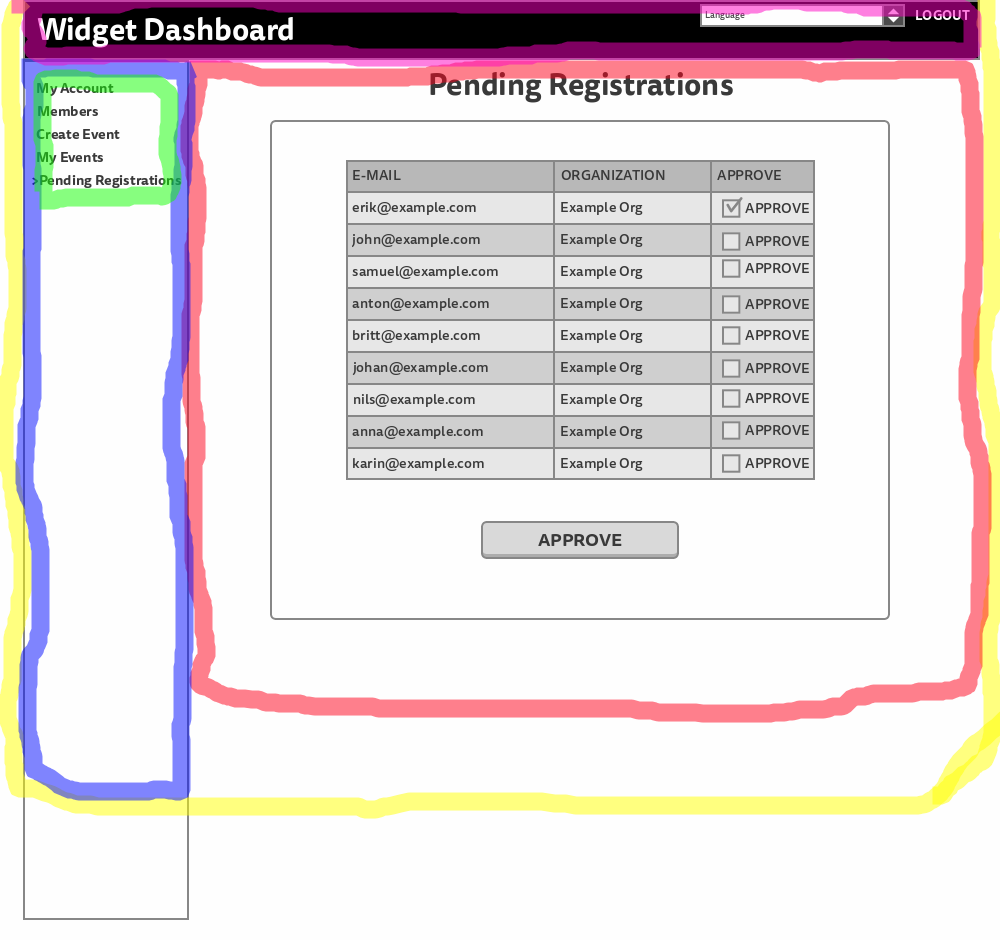 Widget Dashboard
Language
LOGOUT
My Account
Members
Create Event
My Events
>Pending Registrations
Pending Registrations
E-MAIL ORGANIZATION APPROVE
erik@example.com Example Org APPROVE
john@example.com Example Org APPROVE
samuel@example.com Example Org APPROVE
anton@example.com Example Org APPROVE
britt@example.com Example Org APPROVE
johan@example.com Example Org APPROVE
nils@example.com Example Org APPROVE
anna@example.com Example Org APPROVE
karin@example.com Example Org APPROVE
APPROVE